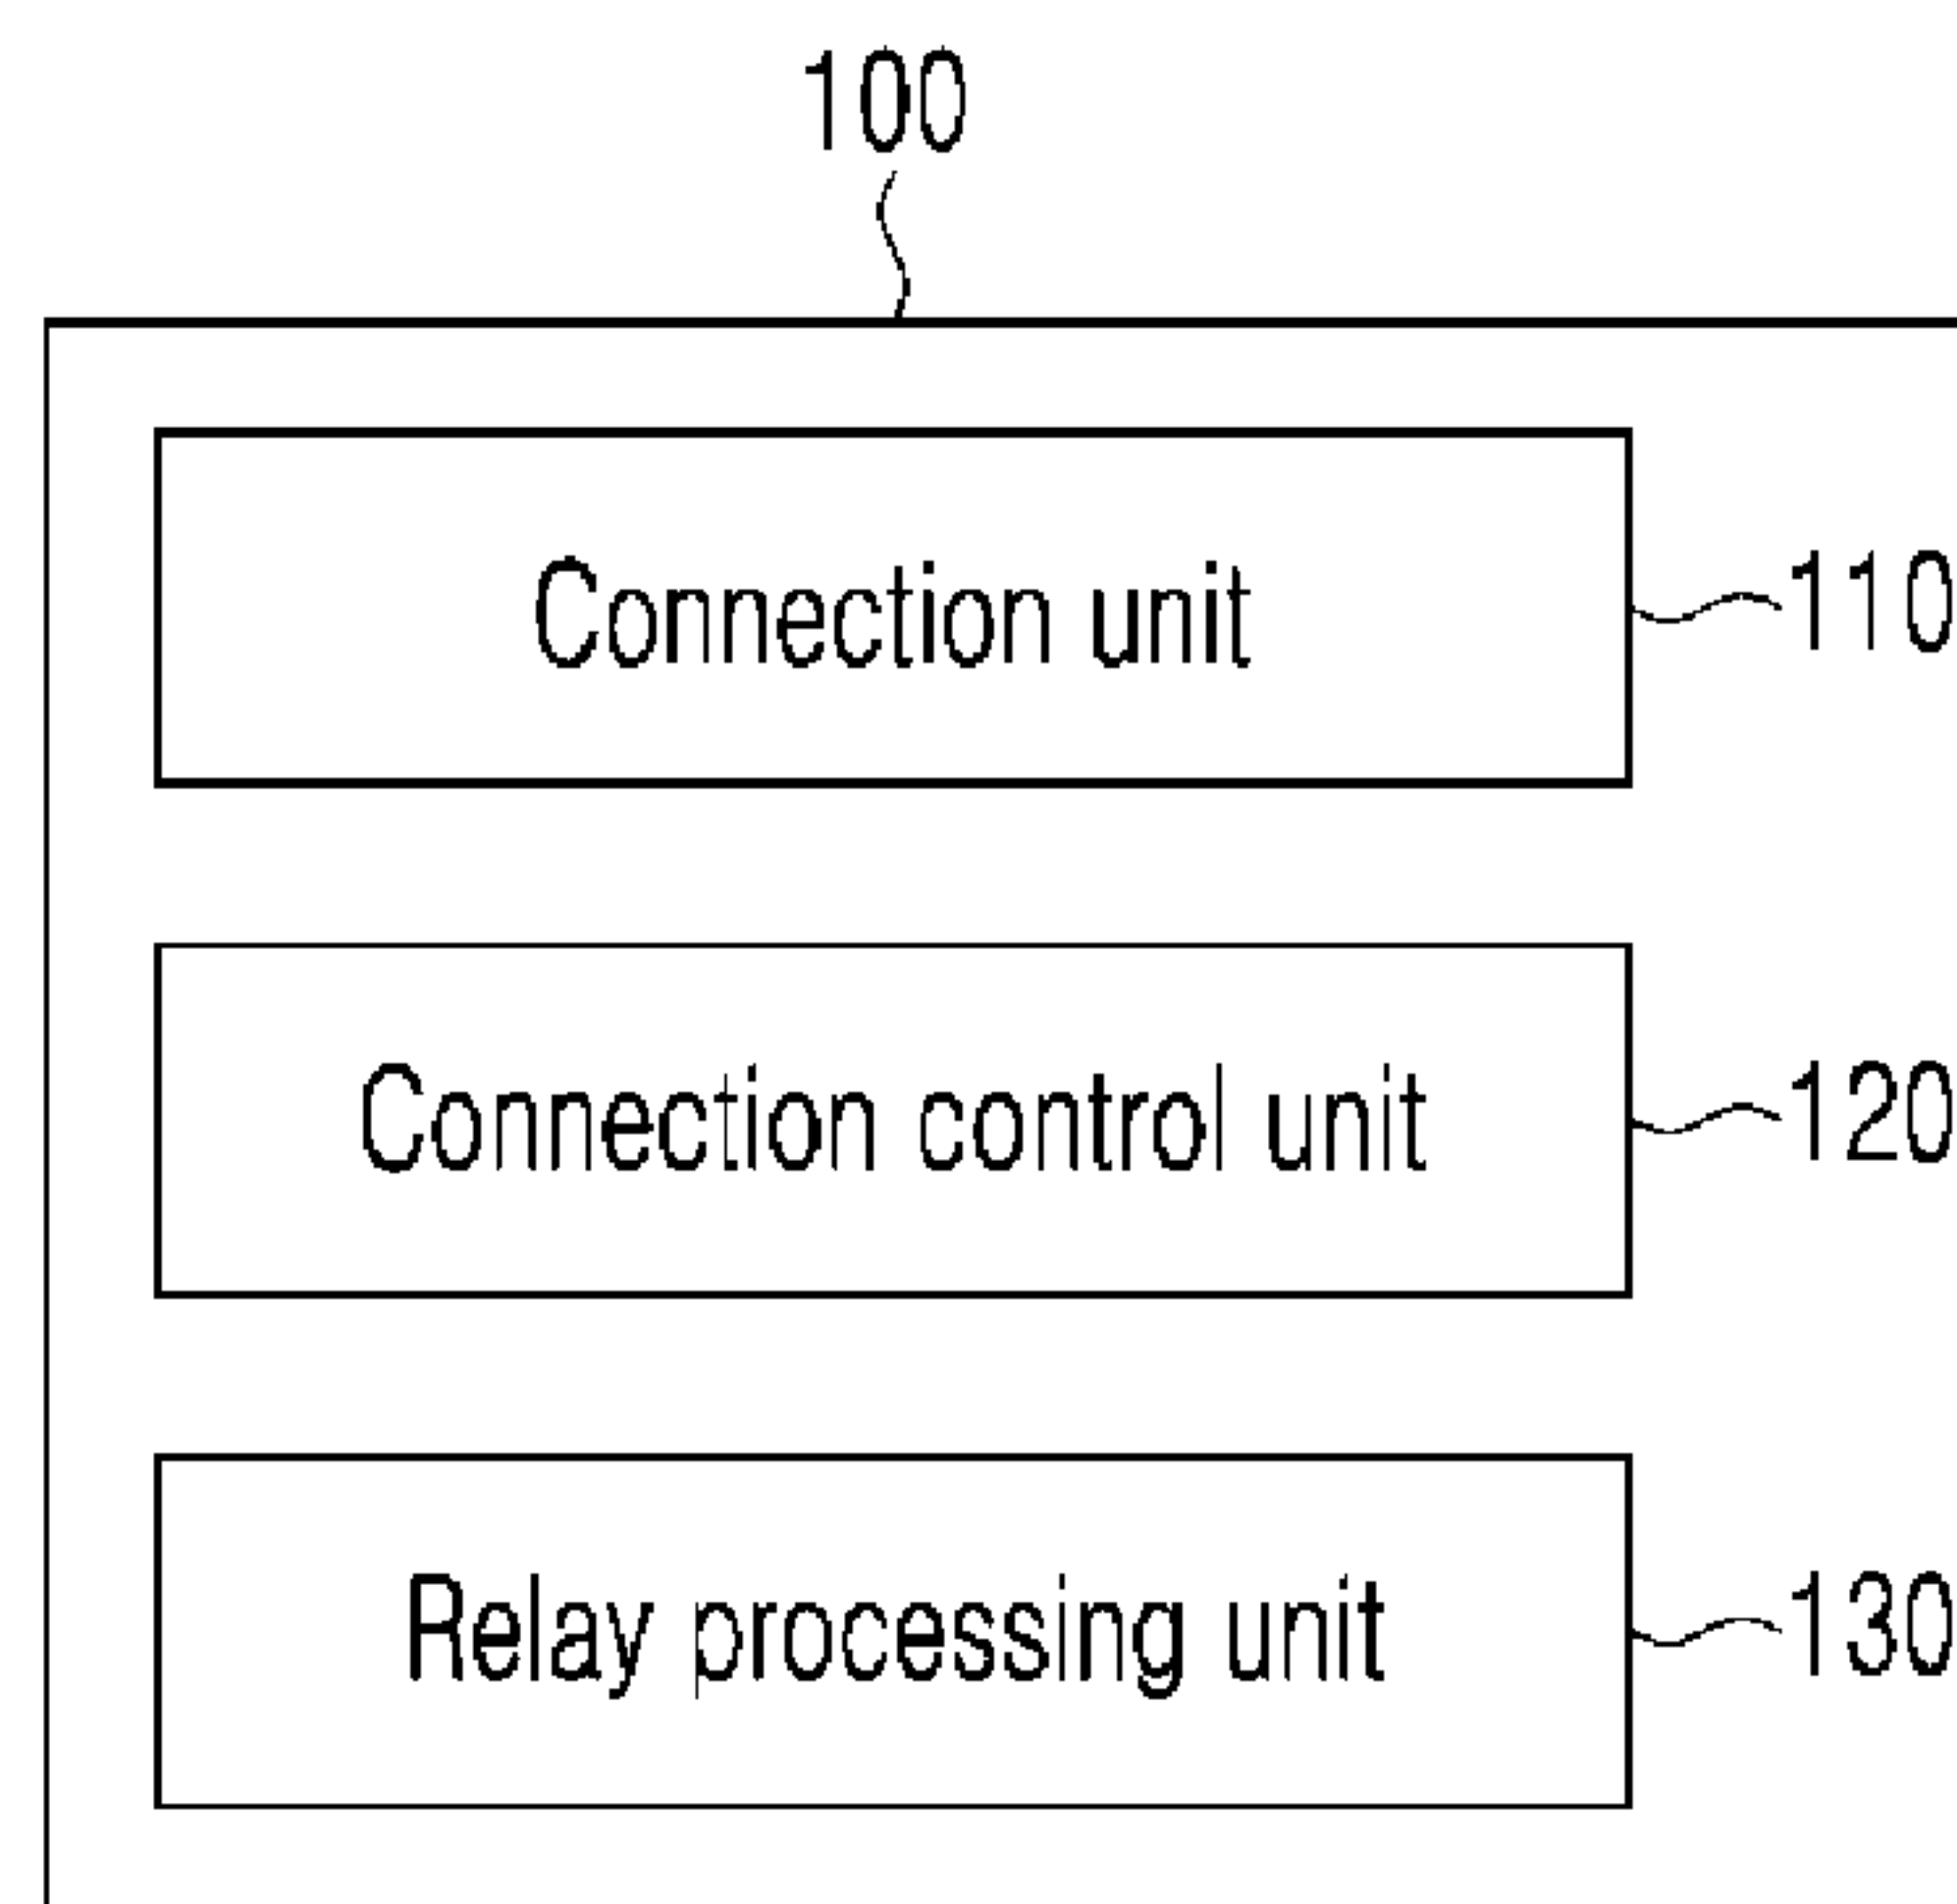 100
Connection unit
110
Connection control unit
120
Relay processing unit
130